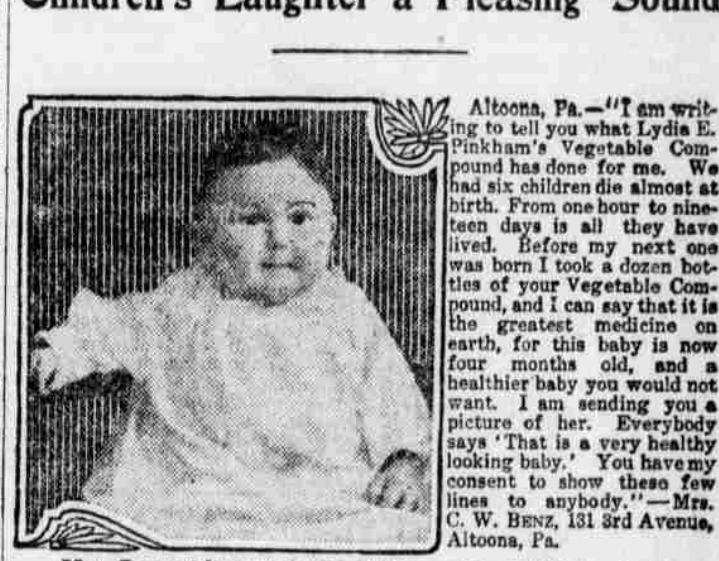 Children's Laughter a Pleasing Sound
Altoona, Pa.—"I am writ-
ing to tell you what Lydia E.
Pinkham's Vegetable Com-
pound has done for me. We
had six children die almost at
birth. From one hour to nine-
teen days is all they have
lived. Before my next one
was born I took a dozen bot-
tles of your Vegetable Com-
pound, and I can say that it is
the greatest medicine on
earth, for this baby is now
four months old, and a
healthier baby you would not
want. I am sending you a
picture of her. Everybody
says 'That is a very healthy
looking baby.' You have my
consent to show these few
lines to anybody."—Mrs.
C. W. BENZ, 131 3rd Avenue,
Altoona, Pa.